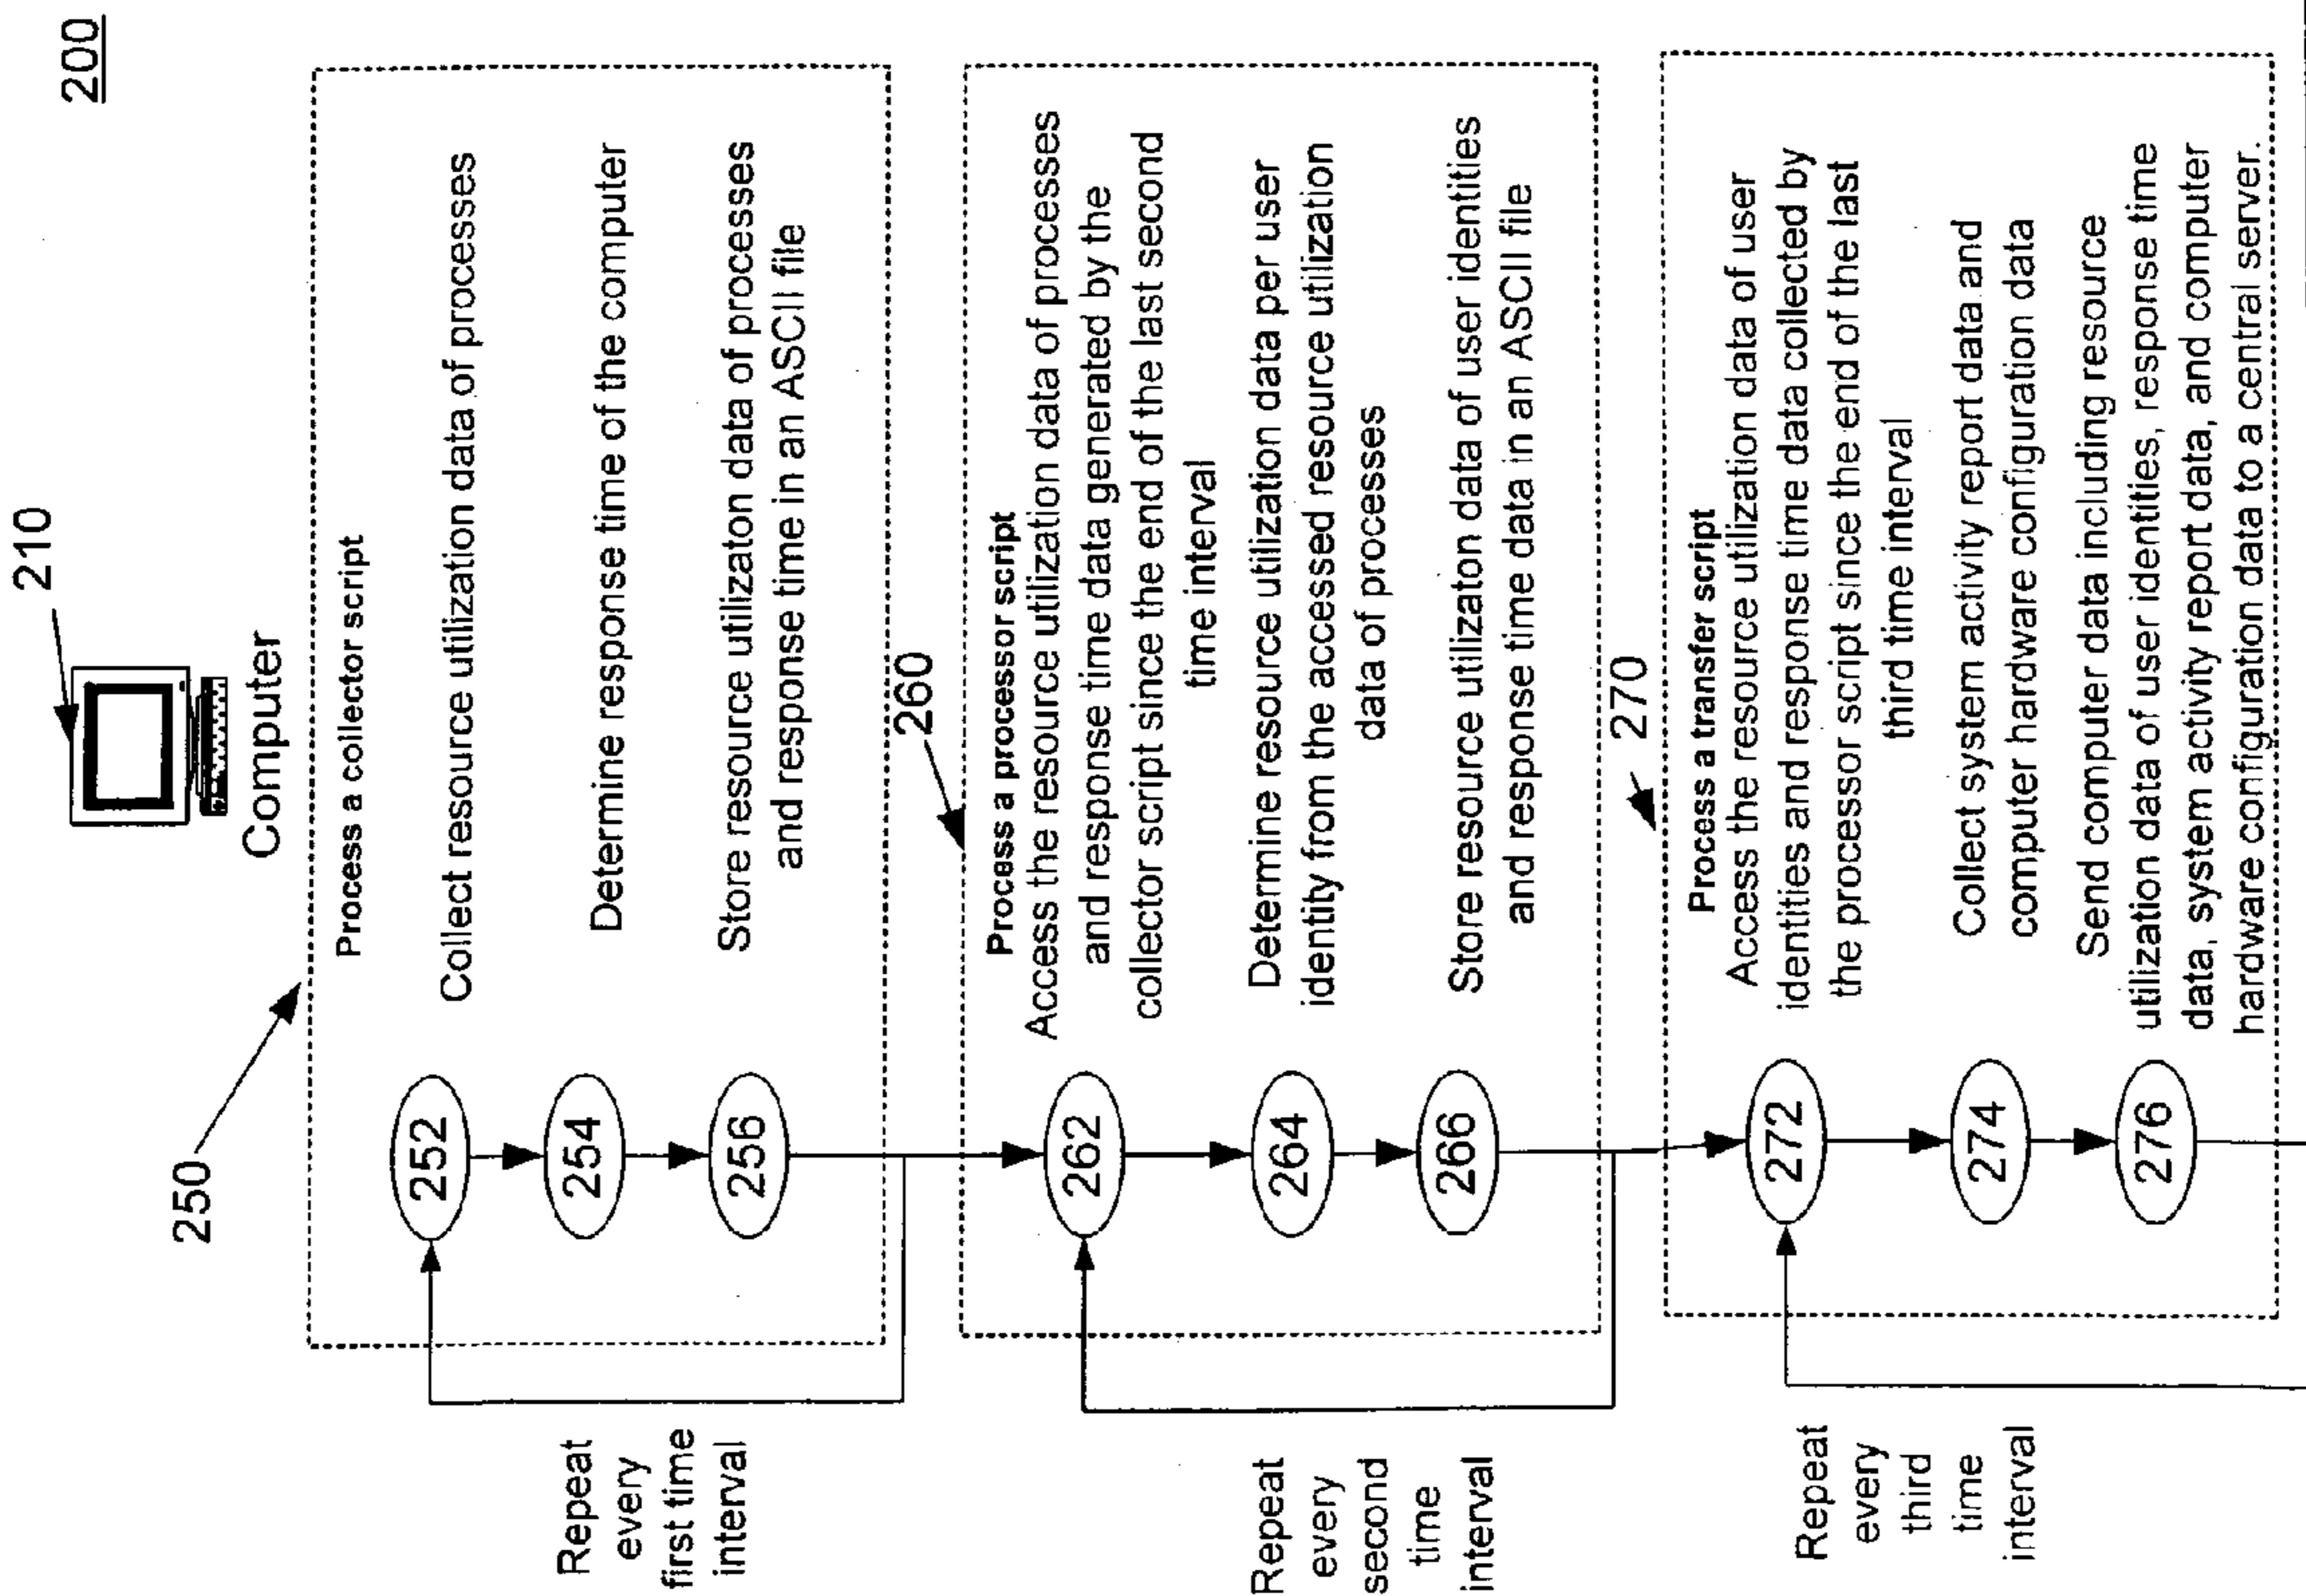 200
210
Computer
250
Process a collector script
252
Collect resource utilization data of processes
254
Determine response time of the computer
256
Store resource utilizaton data of processes
and response time in an ASCII file
Repeat
every
first time
interval
260
Process a processor script
262
Access the resource utilization data of processes
and response time data generated by the
collector script since the end of the last second
time interval
264
Determine resource utilization data per user
identity from the accessed resource utilization
data of processes
266
Store resource utilizaton data of user identities
and response time data in an ASCII file
Repeat
every
second
time
interval
270
Process a transfer script
272
Access the resource utilization data of user
identities and response time data collected by
the processor script since the end of the last
third time interval
274
Collect system activity report data and
computer hardware configuration data
276
Send computer data including resource
utilization data of user identities, response time
data, system activity report data, and computer
hardware configuration data to a central server.
Repeat
every
third
time
interval